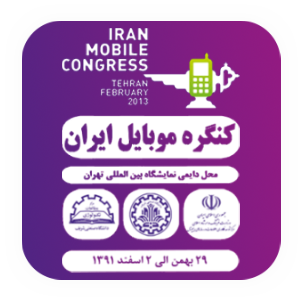 IRAN
MOBILE
CONGRESS
TEHRAN
FEBRUARY
2013
کنگره موبایل ایران
محل دایمی نمایشگاه بین المللی تهران
۲۹ بهمن الی ۲ اسفند ۱۳۹۱